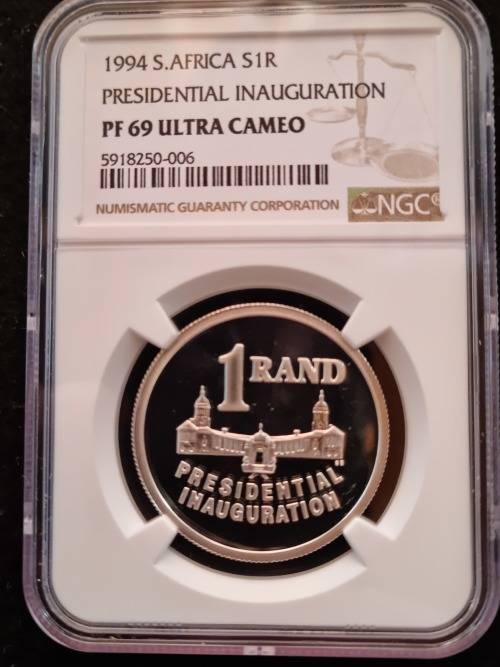 1994 S.AFRICA S1R
PRESIDENTIAL INAUGURATION
PF 69 ULTRA CAMEO
5918250-006
NUMISMATIC GUARANTY CORPORATION
NGC®
1 RAND
PRESIDENTIAL
INAUGURATION